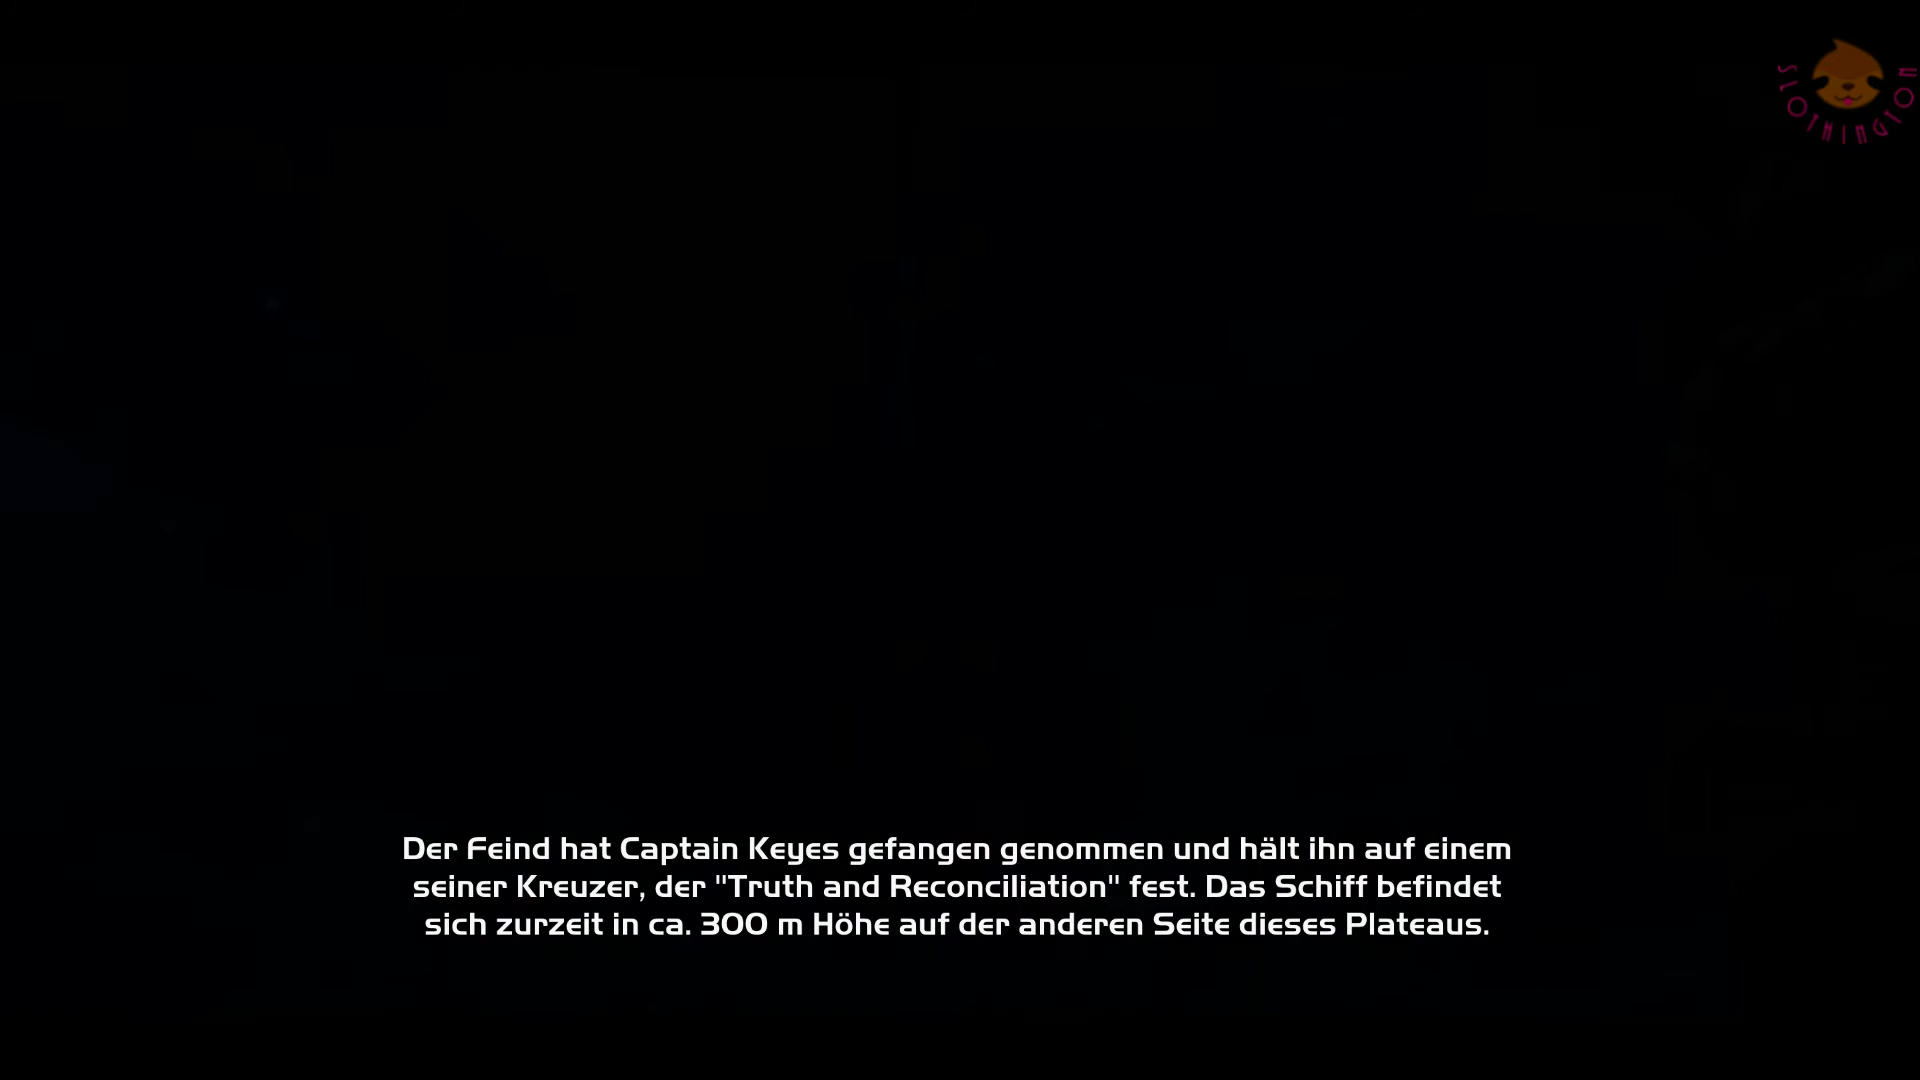 SLOTHINGTON
Der Feind hat Captain Keyes gefangen genommen und hält ihn auf einem
seiner Kreuzer, der "Truth and Reconciliation" fest. Das Schiff befindet
sich zurzeit in ca. 300 m Höhe auf der anderen Seite dieses Plateaus.